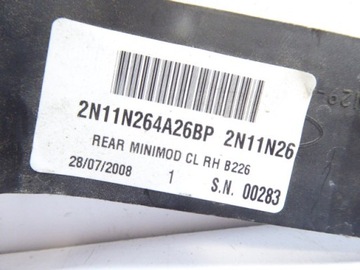 2N11N264A26BP 2N11N26
REAR MINIMOD CL RH B226
28/07/2008 1 S.N. 00283